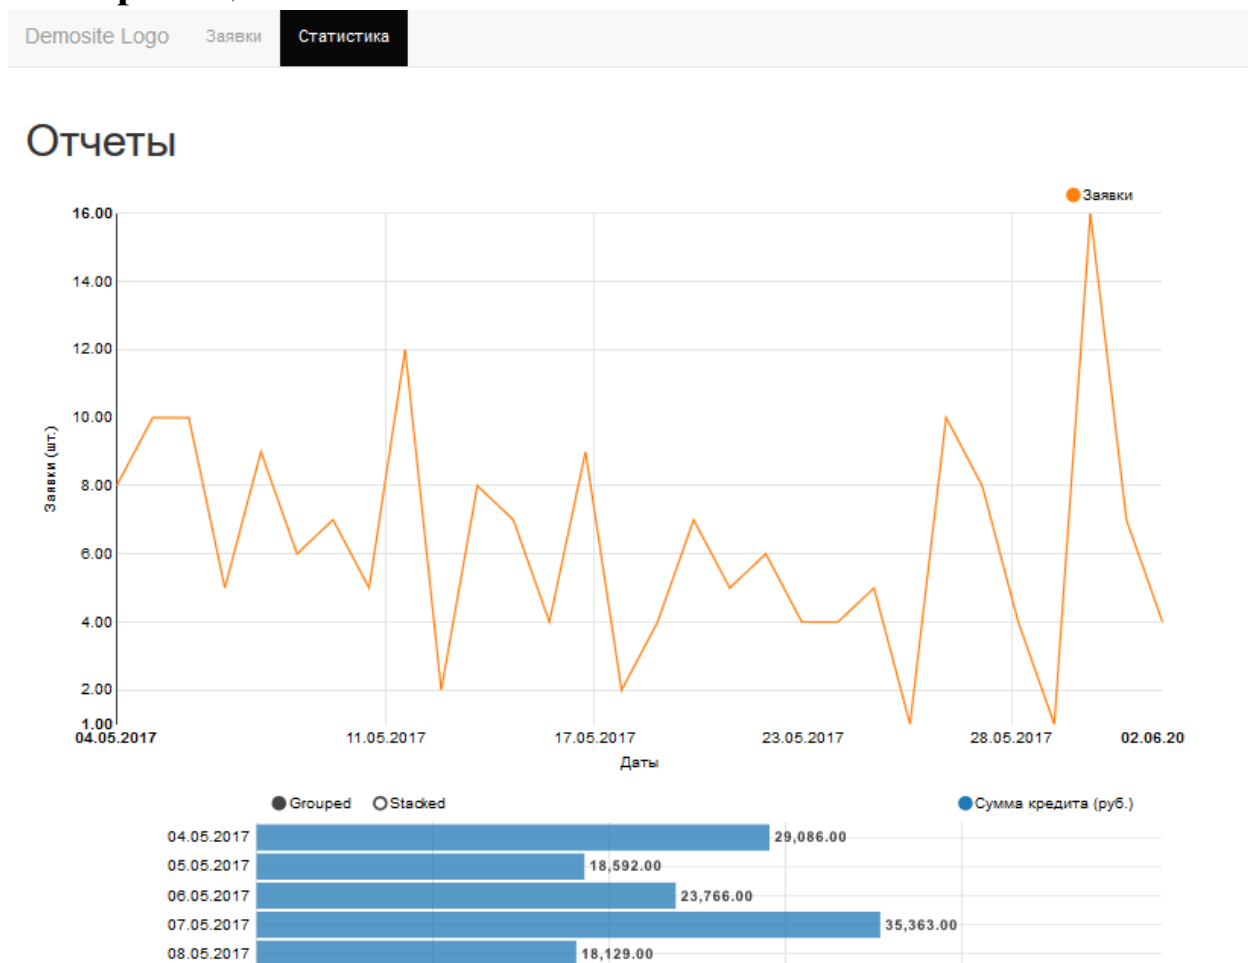 Demosite Logo Заявки Статистика
Отчеты
Заявки
16.00
14.00
12.00
10.00
8.00
6.00
4.00
2.00
1.00
Заявки (шт.)
04.05.2017 11.05.2017 17.05.2017 23.05.2017 28.05.2017 02.06.20
Даты
Grouped Stacked Сумма кредита (руб.)
04.05.2017 29,086.00
05.05.2017 18,592.00
06.05.2017 23,766.00
07.05.2017 35,363.00
08.05.2017 18,129.00